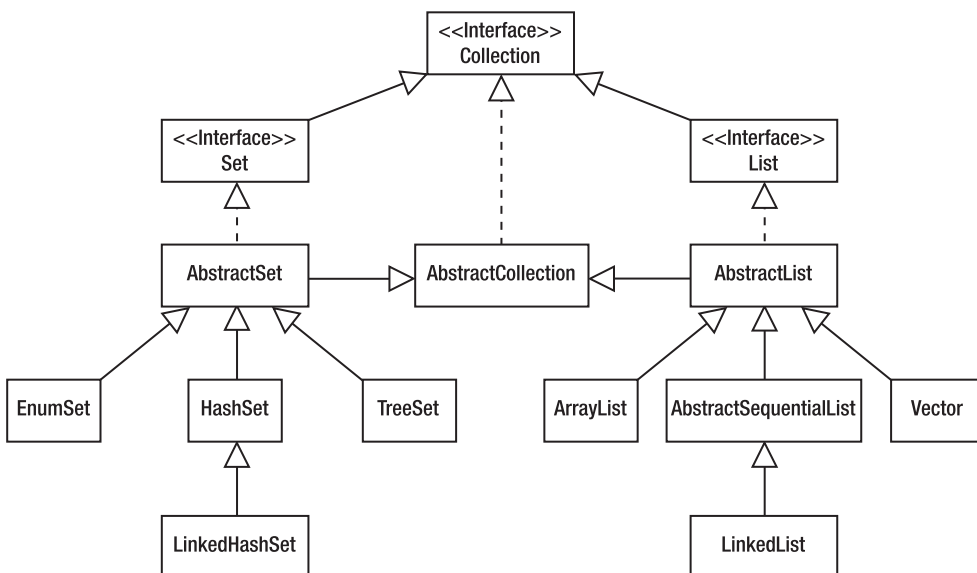 <<Interface>>
Collection
<<Interface>>
Set
<<Interface>>
List
AbstractSet
AbstractCollection
AbstractList
EnumSet
HashSet
TreeSet
ArrayList
AbstractSequentialList
Vector
LinkedHashSet
LinkedList